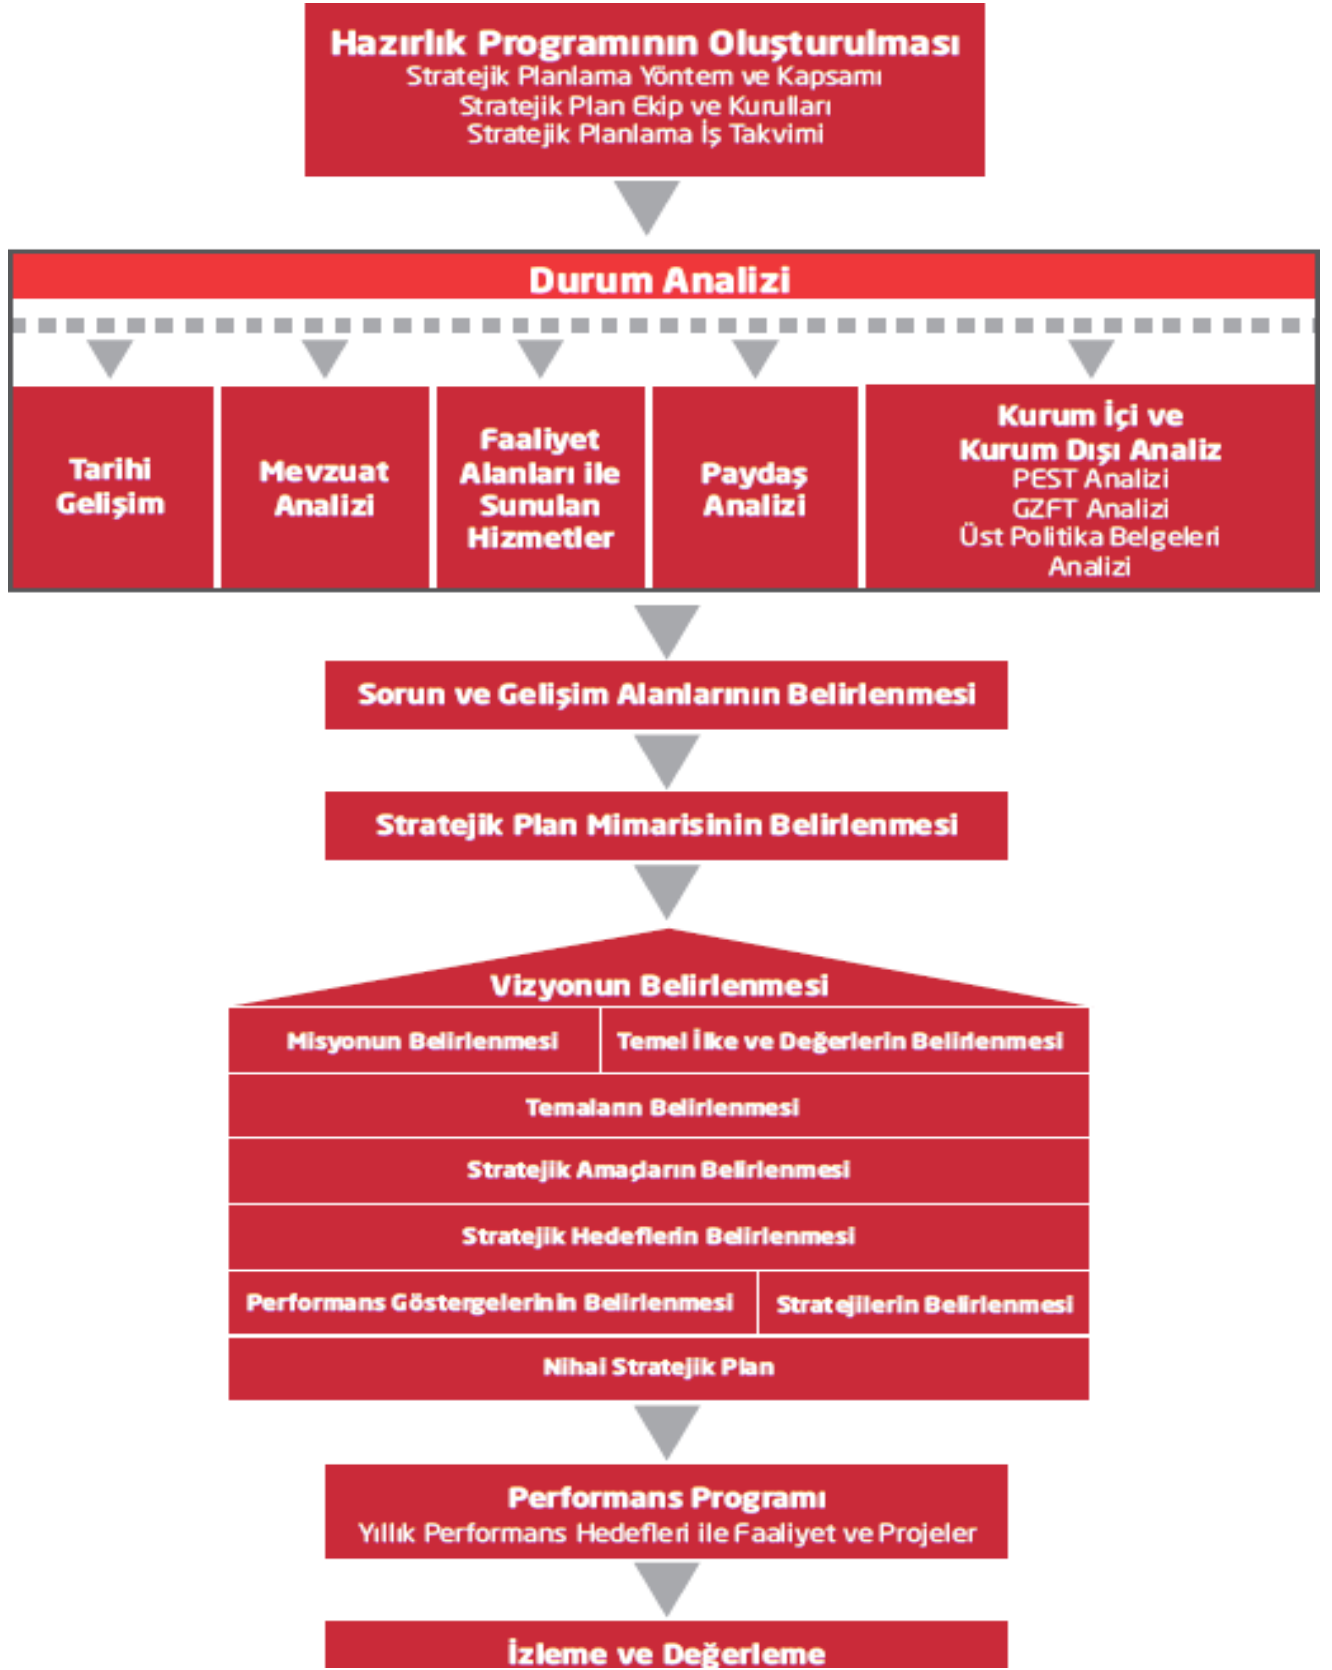 Hazırlık Programının Oluşturulması
Stratejik Planlama Yöntem ve Kapsamı
Stratejik Plan Ekip ve Kurulları
Stratejik Planlama İş Takvimi
Durum Analizi
Tarihi
Gelişim
Mevzuat
Analizi
Faaliyet
Alanları ile
Sunulan
Hizmetler
Paydaş
Analizi
Kurum İçi ve
Kurum Dışı Analiz
PEST Analizi
GZFT Analizi
Üst Politika Belgeleri
Analizi
Sorun ve Gelişim Alanlarının Belirlenmesi
Stratejik Plan Mimarisinin Belirlenmesi
Vizyonun Belirlenmesi
Misyonun Belirlenmesi
Temel İlke ve Değerlerin Belirlenmesi
Temaların Belirlenmesi
Stratejik Amaçların Belirlenmesi
Stratejik Hedeflerin Belirlenmesi
Performans Göstergelerinin Belirlenmesi
Stratejilerin Belirlenmesi
Nihai Stratejik Plan
Performans Programı
Yıllık Performans Hedefleri ile Faaliyet ve Projeler
İzleme ve Değerleme